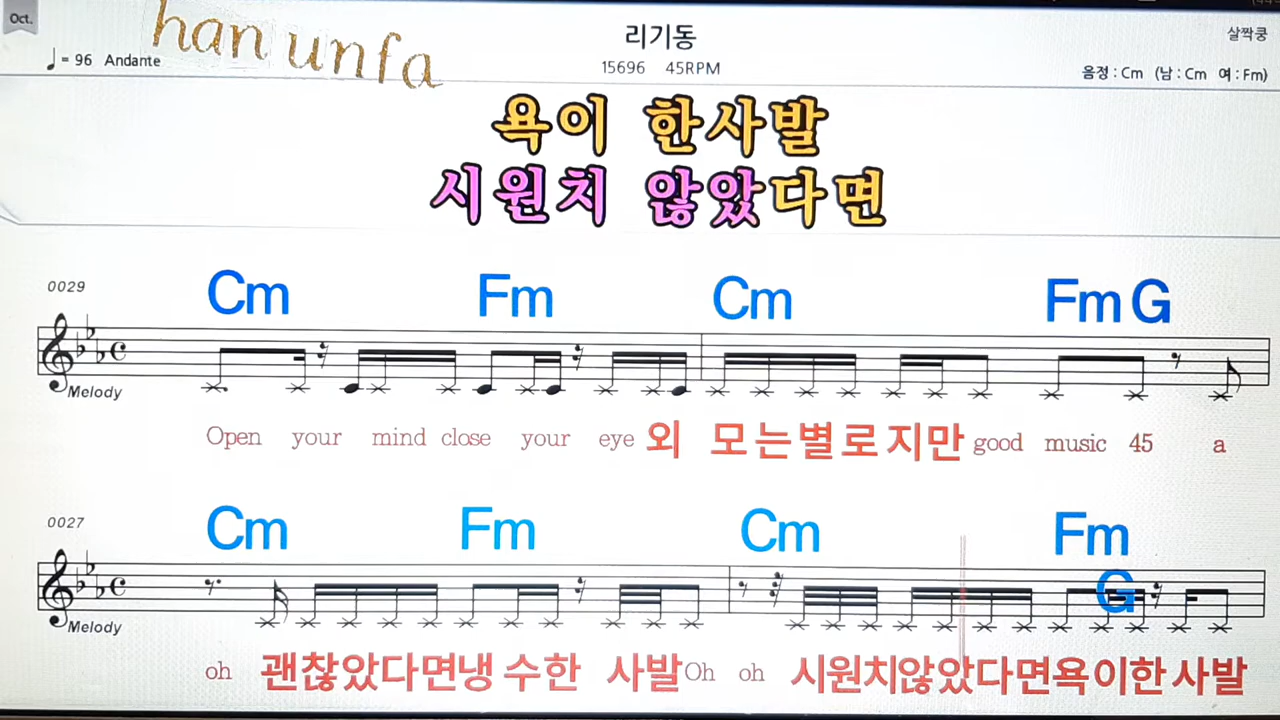 Oct.
han unfa
리기동
살짝쿵
♩= 96 Andante
15696 45RPM
음정 : Cm (남 : Cm 여 : Fm)
욕이 한사발
시원치 않았다면
0029
Cm Fm Cm Fm G
Melody
Open your mind close your eye 외 모는별로지만 good music 45 a
0027
Cm Fm Cm Fm
G
Melody
oh 괜찮았다면냉 수한 사발 Oh oh 시원치않았다면욕이한 사발